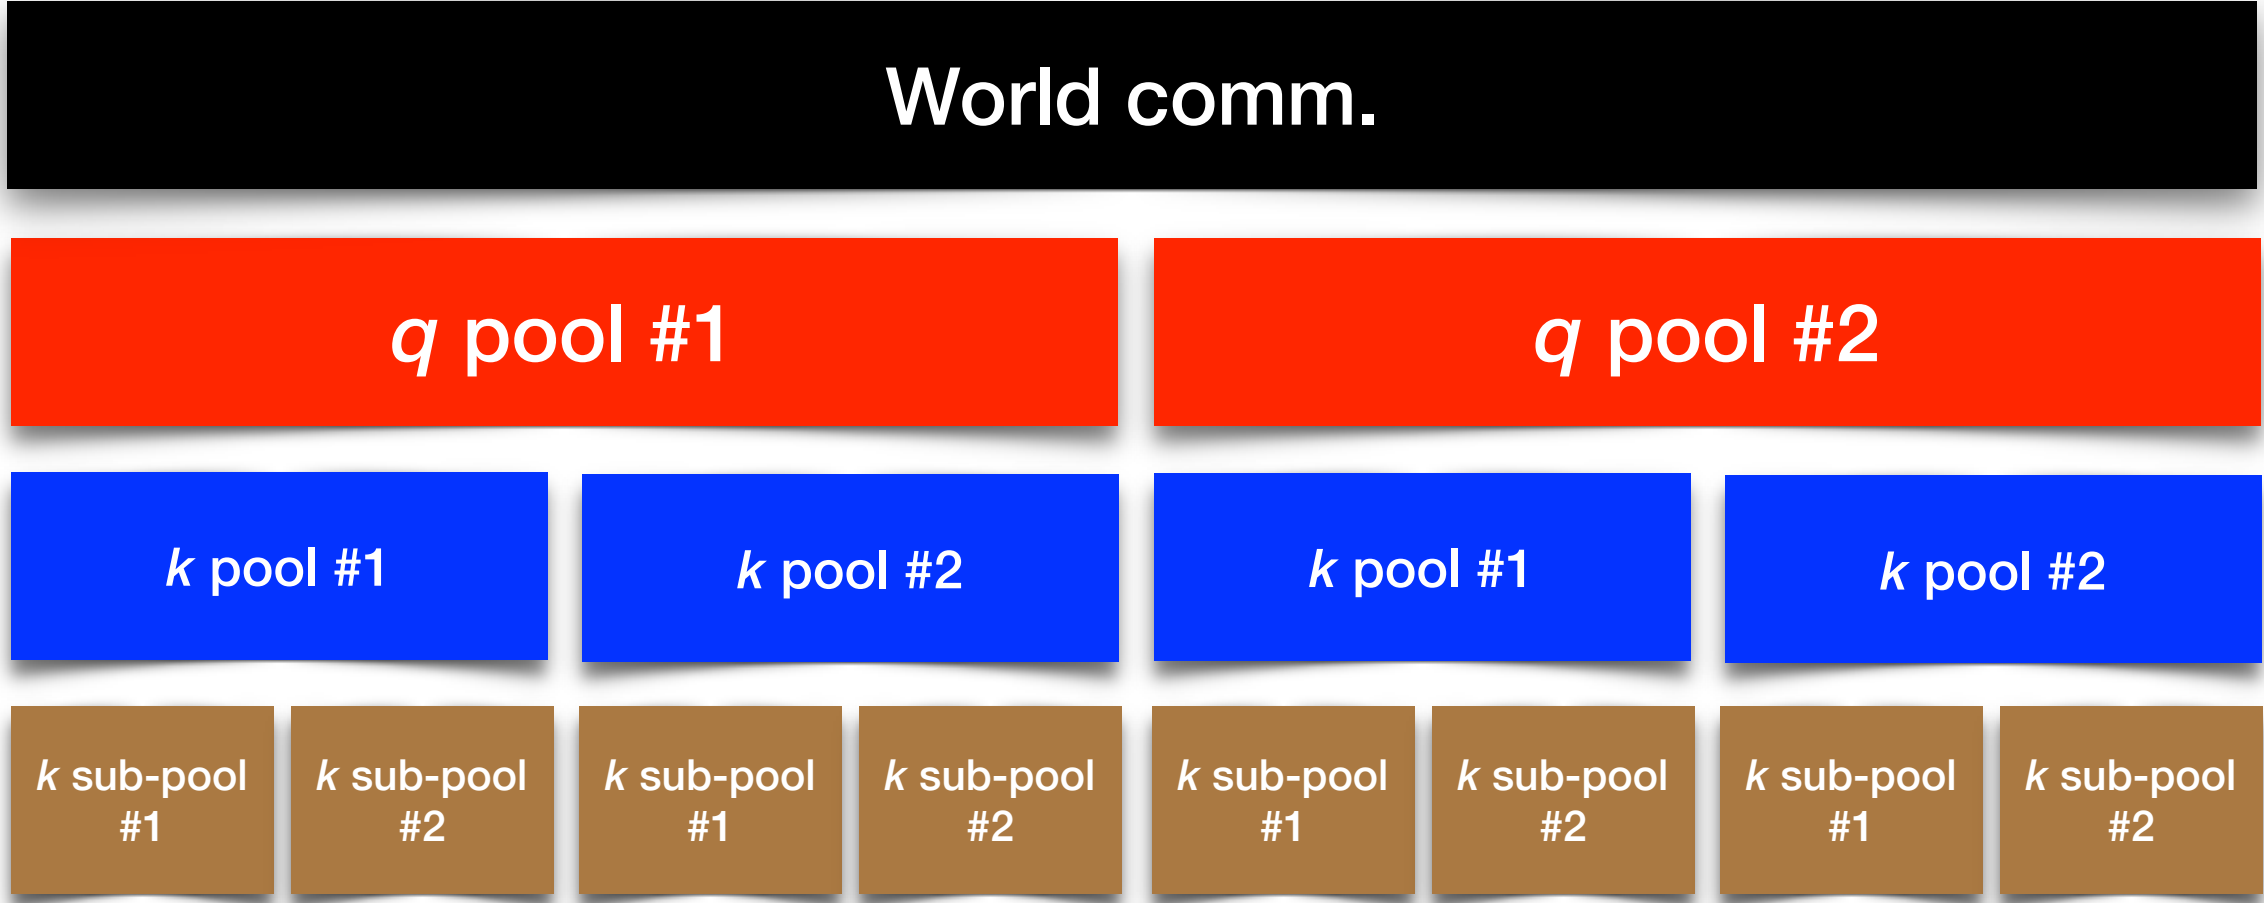 World comm.
q pool #1
q pool #2
k pool #1
k pool #2
k pool #1
k pool #2
k sub-pool
#1
k sub-pool
#2
k sub-pool
#1
k sub-pool
#2
k sub-pool
#1
k sub-pool
#2
k sub-pool
#1
k sub-pool
#2